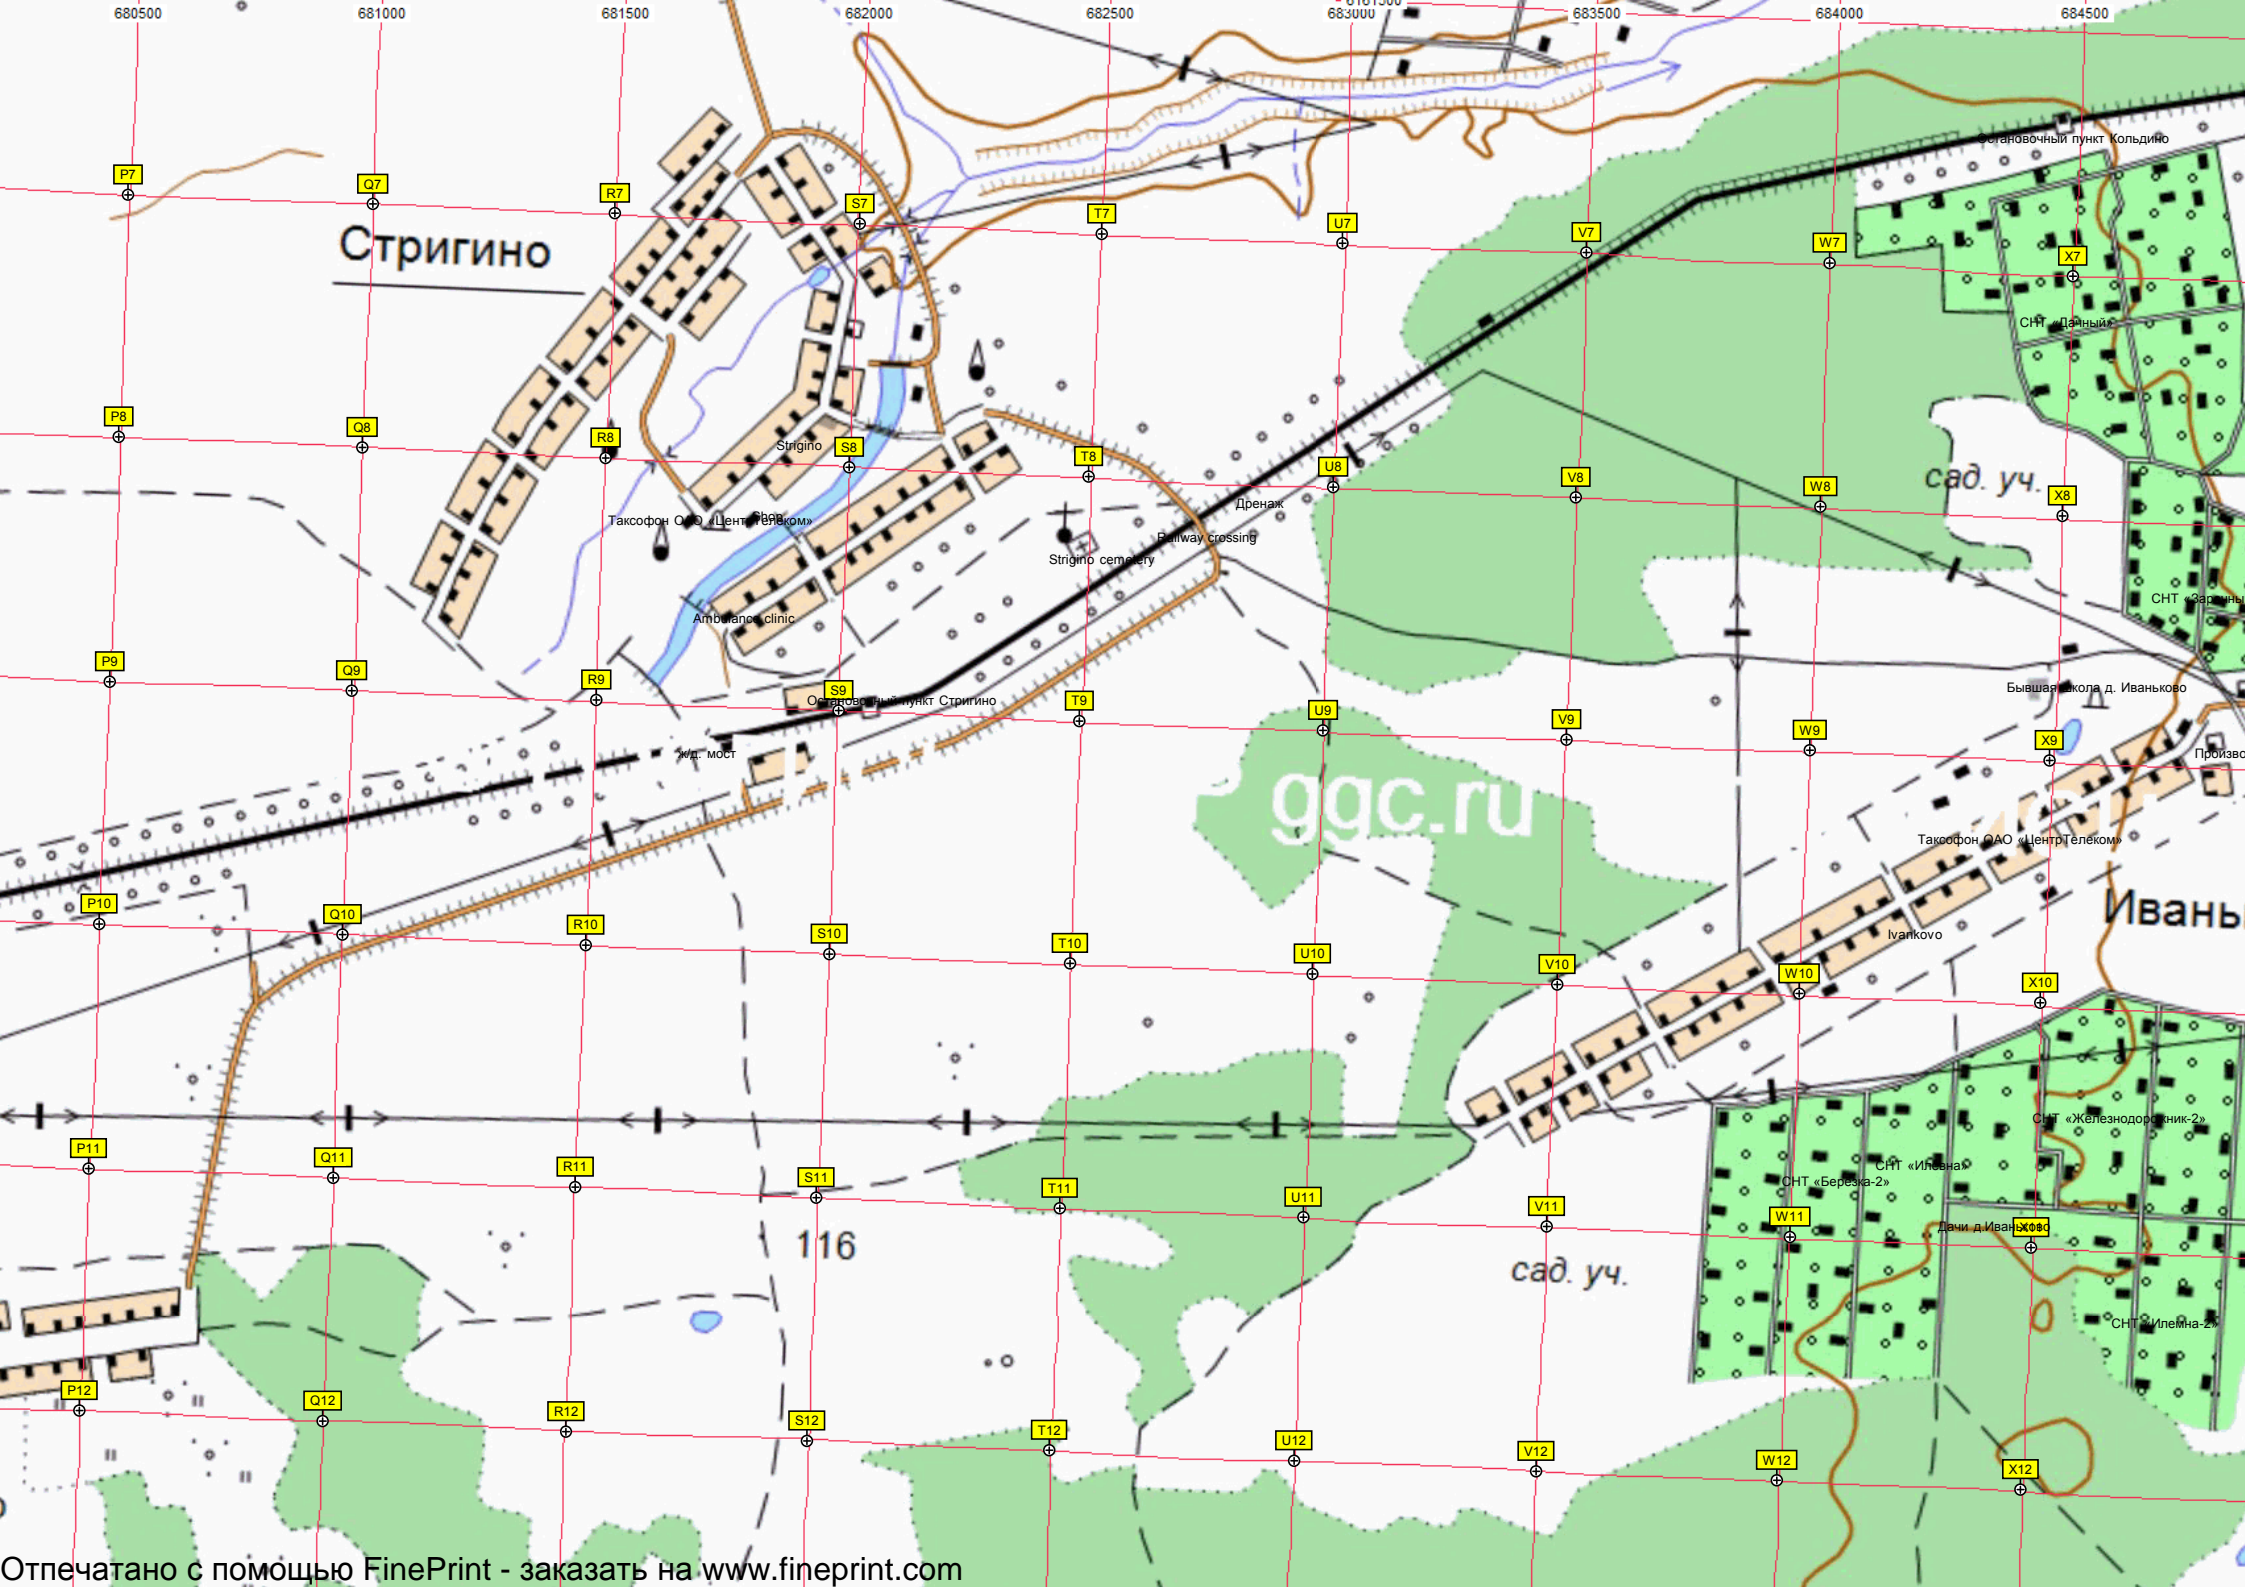 680500 681000 681500 682000 682500 683000 683500 684000 684500
Остановочный пункт Кольдино
P7 Q7 R7 S7 T7 U7 V7 W7 X7
Стригино
СНТ «Дачный»
P8 Q8 R8 S8 T8 U8 V8 W8 X8
Strigino
сад. уч.
Дренаж
Таксофон ОАО «ЦентрТелеком»
Shop
Railway crossing
Strigino cemetery
Ambulance clinic
P9 Q9 R9 S9 T9 U9 V9 W9 X9
Бывшая школа д. Иваньково
Остановочный пункт Стригино
ж/д. мост
ggc.ru
Таксофон ОАО «ЦентрТелеком»
P10 Q10 R10 S10 T10 U10 V10 W10 X10
Ivankovo
СНТ «Железнодорожник-2»
P11 Q11 R11 S11 T11 U11 V11 W11 X11
СНТ «Березка-2»
Дачи д.Иваньково
116
сад. уч.
СНТ «Илемна-2»
P12 Q12 R12 S12 T12 U12 V12 W12 X12
Отпечатано с помощью FinePrint - заказать на www.fineprint.com